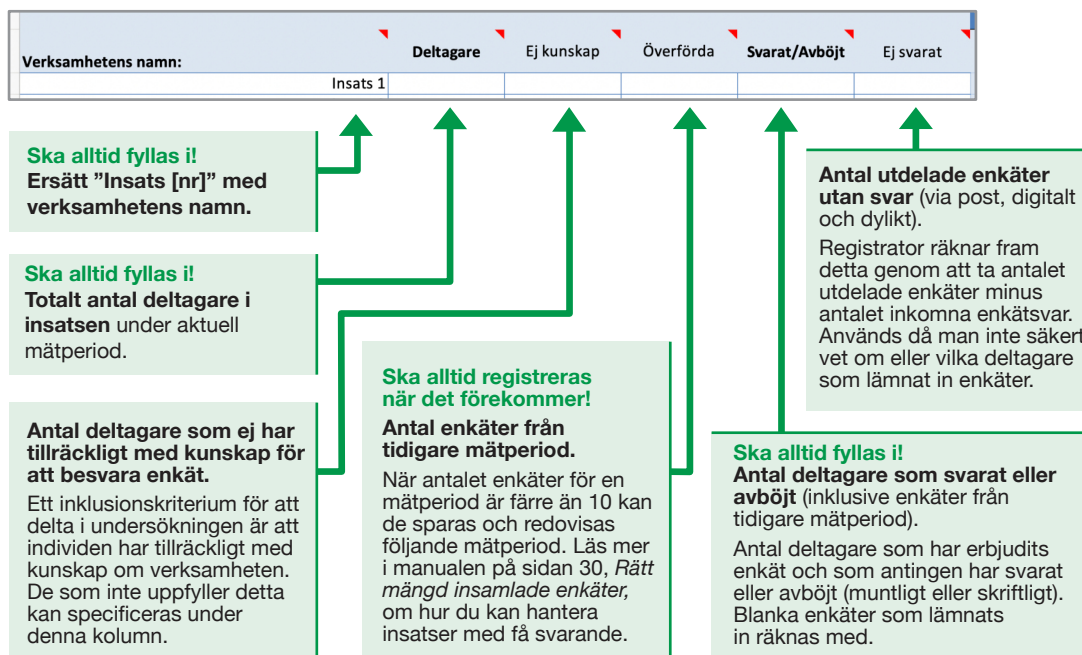 Verksamhetens namn:
Deltagare
Ej kunskap
Överförda
Svarat/Avböjt
Ej svarat
Insats 1
Ska alltid fyllas i!
Ersätt ”Insats [nr]” med
verksamhetens namn.
Ska alltid fyllas i!
Totalt antal deltagare i
insatsen under aktuell
mätperiod.
Antal deltagare som ej har
tillräckligt med kunskap för
att besvara enkät.
Ett inklusionskriterium för att
delta i undersökningen är att
individen har tillräckligt med
kunskap om verksamheten.
De som inte uppfyller detta
kan specificeras under
denna kolumn.
Ska alltid registreras
när det förekommer!
Antal enkäter från
tidigare mätperiod.
När antalet enkäter för en
mätperiod är färre än 10 kan
de sparas och redovisas
följande mätperiod. Läs mer
i manualen på sidan 30, Rätt
mängd insamlade enkäter,
om hur du kan hantera
insatser med få svarande.
Antal utdelade enkäter
utan svar (via post, digitalt
och dylikt).
Registrator räknar fram
detta genom att ta antalet
utdelade enkäter minus
antalet inkomna enkätsvar.
Används då man inte säkert
vet om eller vilka deltagare
som lämnat in enkäter.
Ska alltid fyllas i!
Antal deltagare som svarat eller
avböjt (inklusive enkäter från
tidigare mätperiod).
Antal deltagare som har erbjudits
enkät och som antingen har svarat
eller avböjt (muntligt eller skriftligt).
Blanka enkäter som lämnats
in räknas med.